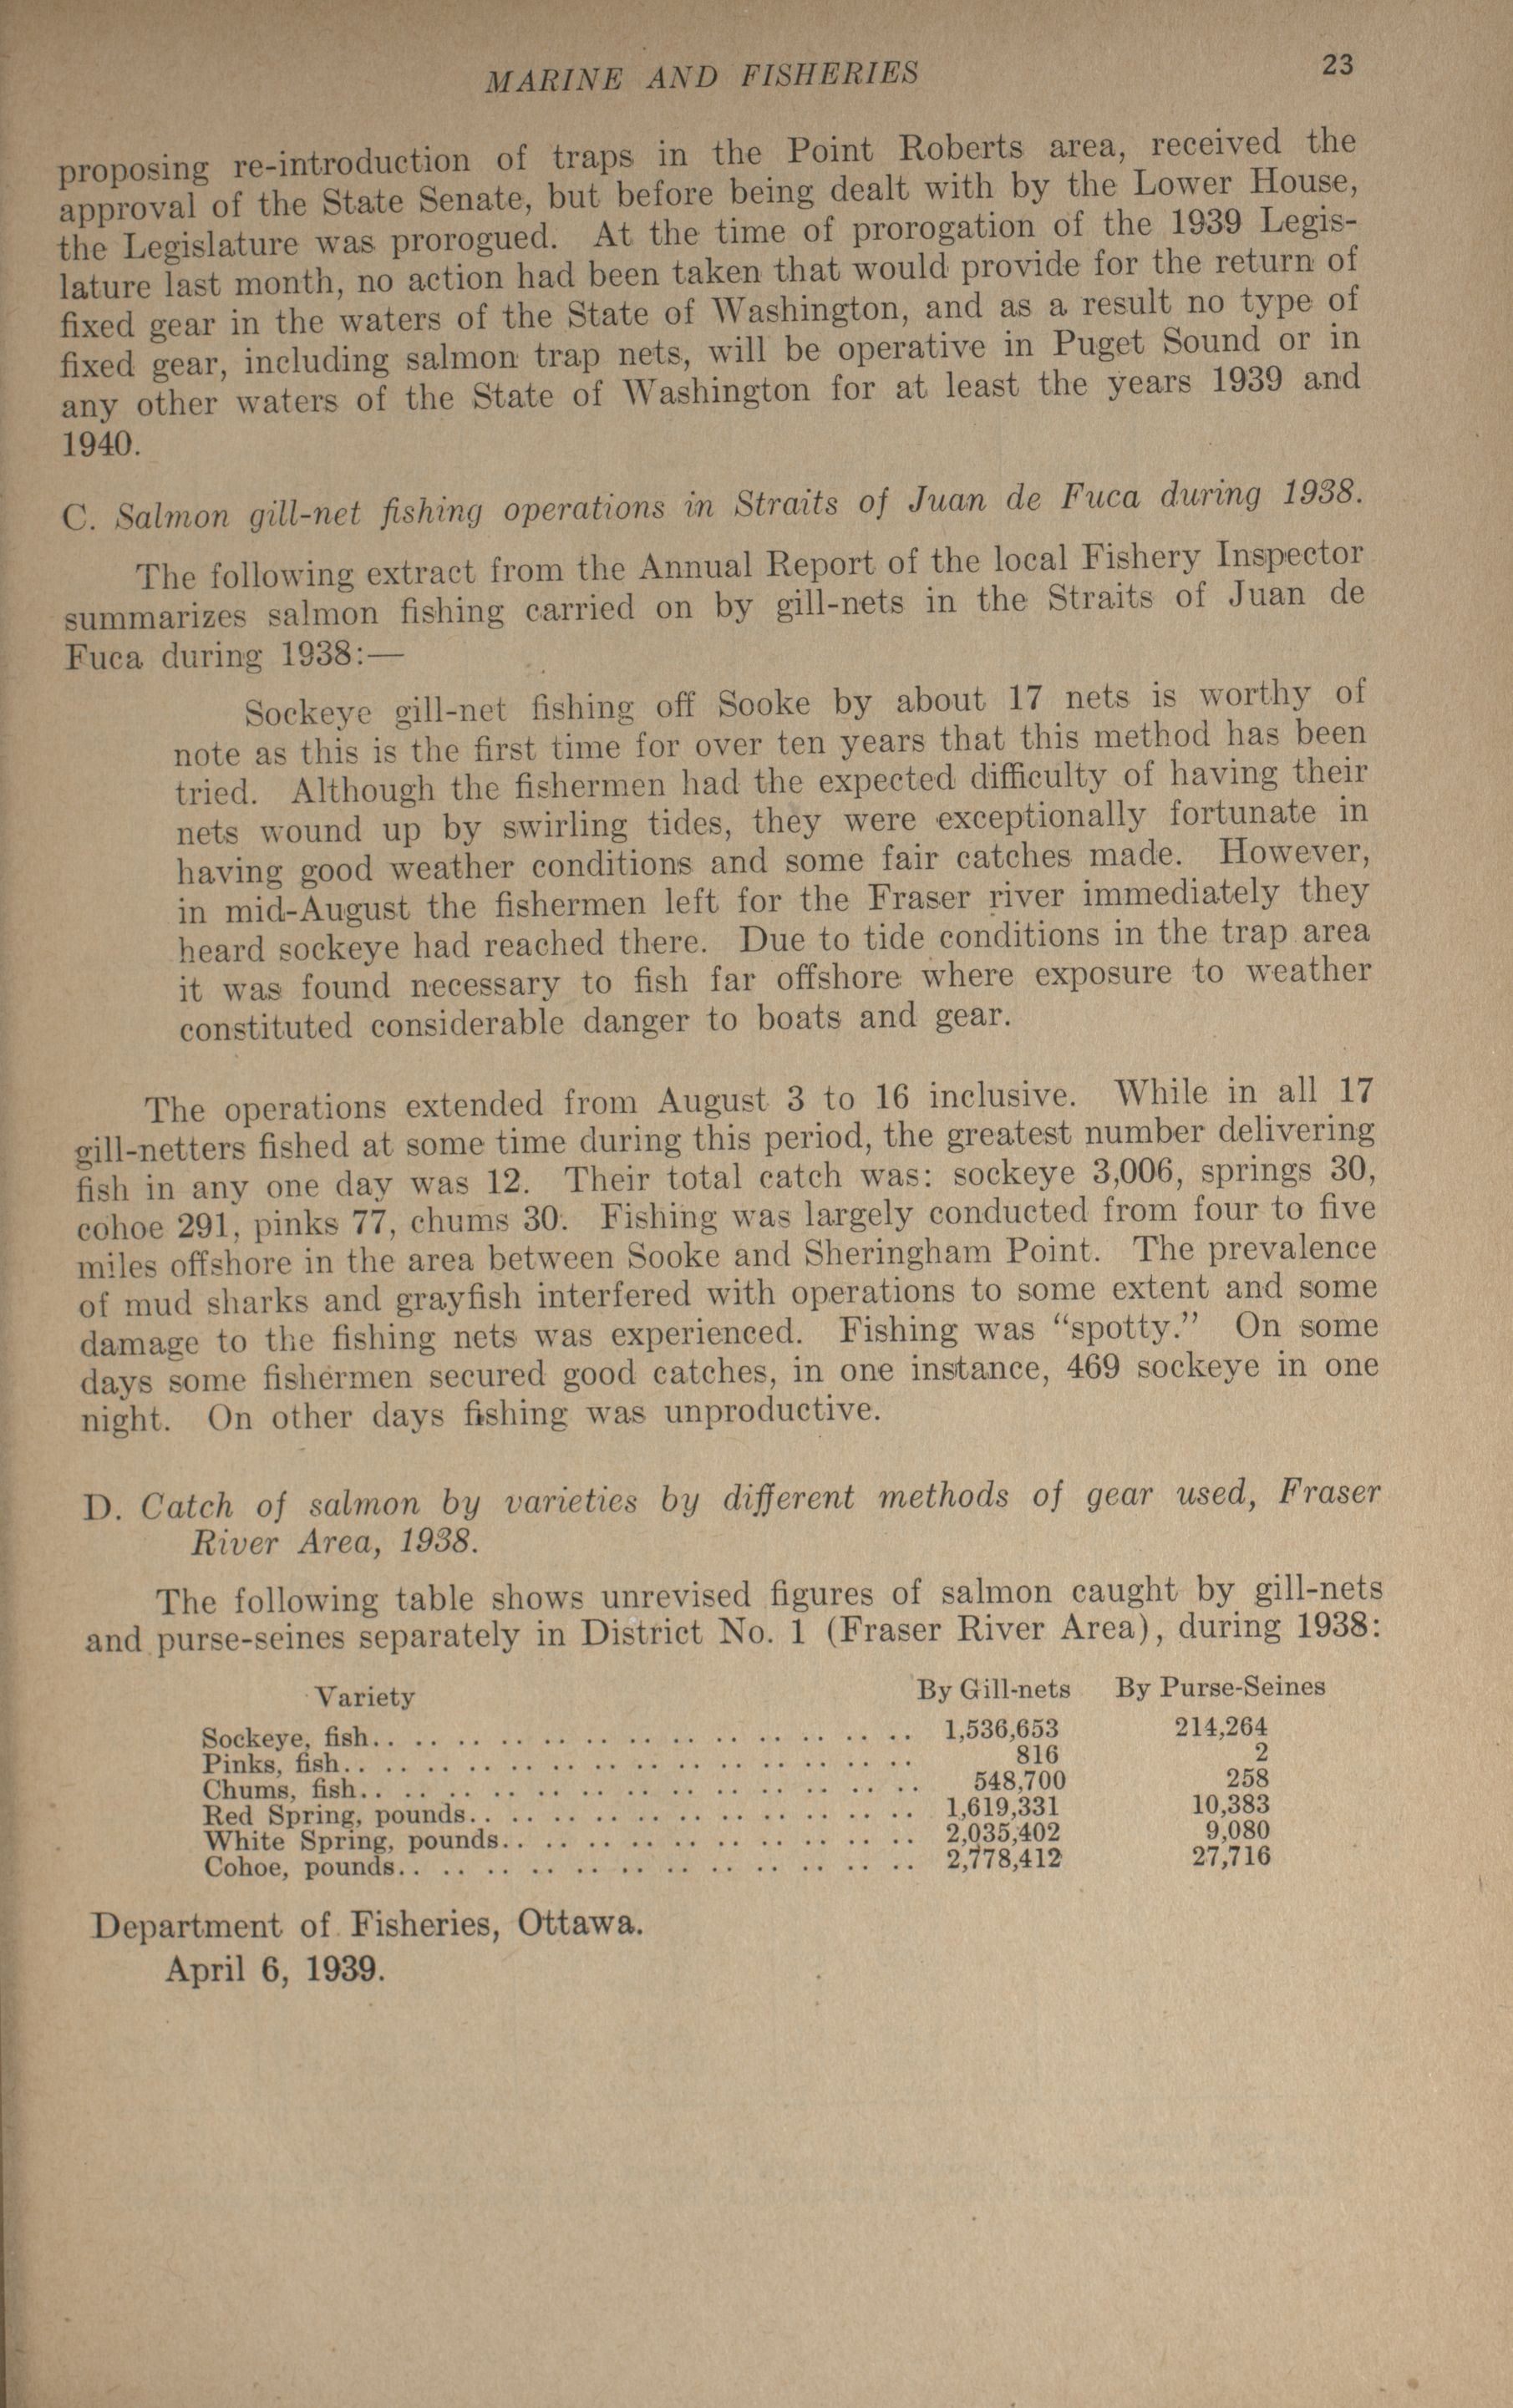 MARINE AND FISHERIES 23
proposing re-introduction of traps in the Point Roberts area, received the
approval of the State Senate, but before being dealt with by the Lower House,
the Legislature was prorogued. At the time of prorogation of the 1939 Legis-
lature last month, no action had been taken that would provide for the return of
fixed gear in the waters of the State of Washington, and as a result no type of
fixed gear, including salmon trap nets, will be operative in Puget Sound or in
any other waters of the State of Washington for at least the years 1939 and
1940.
C. Salmon gill-net fishing operations in Straits of Juan de Fuca during 1938.
The following extract from the Annual Report of the local Fishery Inspector
summarizes salmon fishing carried on by gill-nets in the Straits of Juan de
Fuca during 1938:—
Sockeye gill-net fishing off Sooke by about 17 nets is worthy of
note as this is the first time for over ten years that this method has been
tried. Although the fishermen had the expected difficulty of having their
nets wound up by swirling tides, they were exceptionally fortunate in
having good weather conditions and some fair catches made. However,
in mid-August the fishermen left for the Fraser river immediately they
heard sockeye had reached there. Due to tide conditions in the trap area
it was found necessary to fish far offshore where exposure to weather
constituted considerable danger to boats and gear.
The operations extended from August 3 to 16 inclusive. While in all 17
gill-netters fished at some time during this period, the greatest number delivering
fish in any one day was 12. Their total catch was: sockeye 3,006, springs 30,
cohoe 291, pinks 77, chums 30. Fishing was largely conducted from four to five
miles offshore in the area between Sooke and Sheringham Point. The prevalence
of mud sharks and grayfish interfered with operations to some extent and some
damage to the fishing nets was experienced. Fishing was "spotty." On some
days some fishermen secured good catches, in one instance, 469 sockeye in one
night. On other days fishing was unproductive.
D. Catch of salmon by varieties by different methods of gear used, Fraser
River Area, 1938.
The following table shows unrevised figures of salmon caught by gill-nets
and purse-seines separately in District No. 1 (Fraser River Area), during 1938:
Variety By Gill-nets By Purse-Seines
Sockeye, fish.. .. .. .. .. .. .. .. .. .. .. .. .. 1,536,653 214,264
Pinks, fish.. .. .. .. .. .. .. .. .. .. .. .. .. .. 816 2
Chums, fish.. .. .. .. .. .. .. .. .. .. .. .. .. .. 548,700 258
Red Spring, pounds.. .. .. .. .. .. .. .. .. .. .. 1,619,331 10,383
White Spring, pounds.. .. .. .. .. .. .. .. .. .. 2,035,402 9,080
Cohoe, pounds.. .. .. .. .. .. .. .. .. .. .. .. .. 2,778,412 27,716
Department of Fisheries, Ottawa.
April 6, 1939.